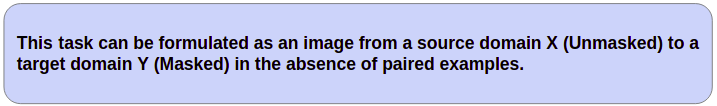 This task can be formulated as an image from a source domain X (Unmasked) to a
target domain Y (Masked) in the absence of paired examples.